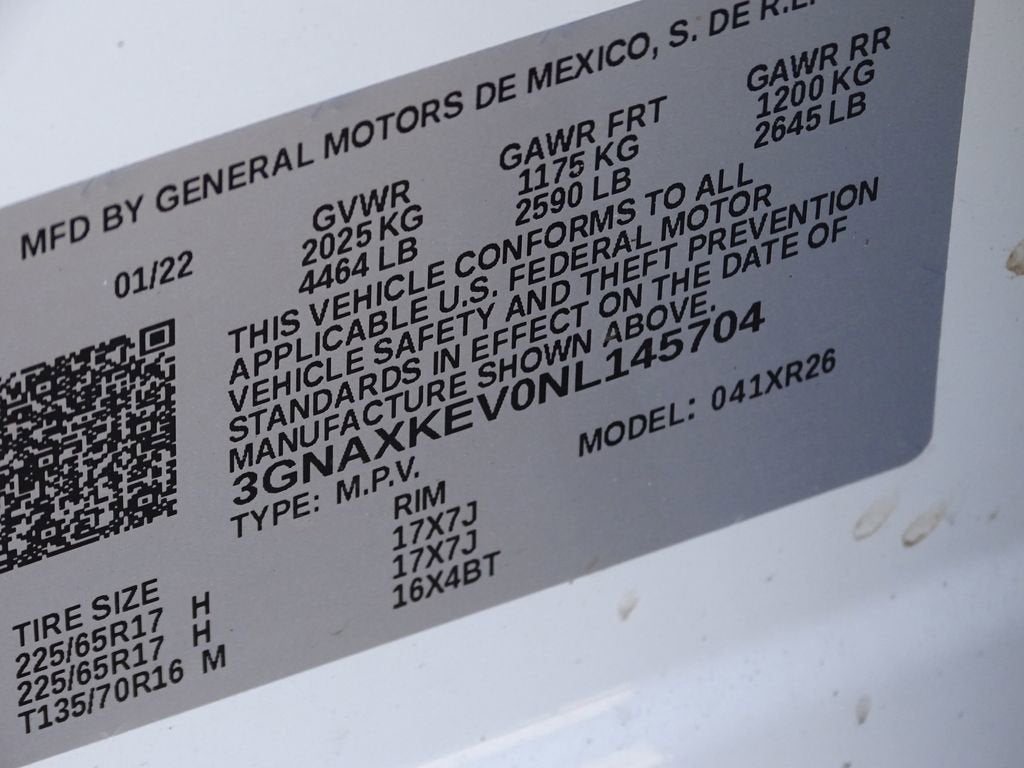 MFD BY GENERAL MOTORS DE MEXICO, S. DE R.L.
01/22
GVWR
2025 KG
4464 LB
GAWR FRT
1175 KG
2590 LB
GAWR RR
1200 KG
2645 LB
THIS VEHICLE CONFORMS TO ALL
APPLICABLE U.S. FEDERAL MOTOR
VEHICLE SAFETY AND THEFT PREVENTION
STANDARDS IN EFFECT ON THE DATE OF
MANUFACTURE SHOWN ABOVE.
3GNAXKEV0NL145704
TYPE: M.P.V. MODEL: 041XR26
TIRE SIZE RIM
225/65R17 H 17X7J
225/65R17 H 17X7J
T135/70R16 M 16X4BT